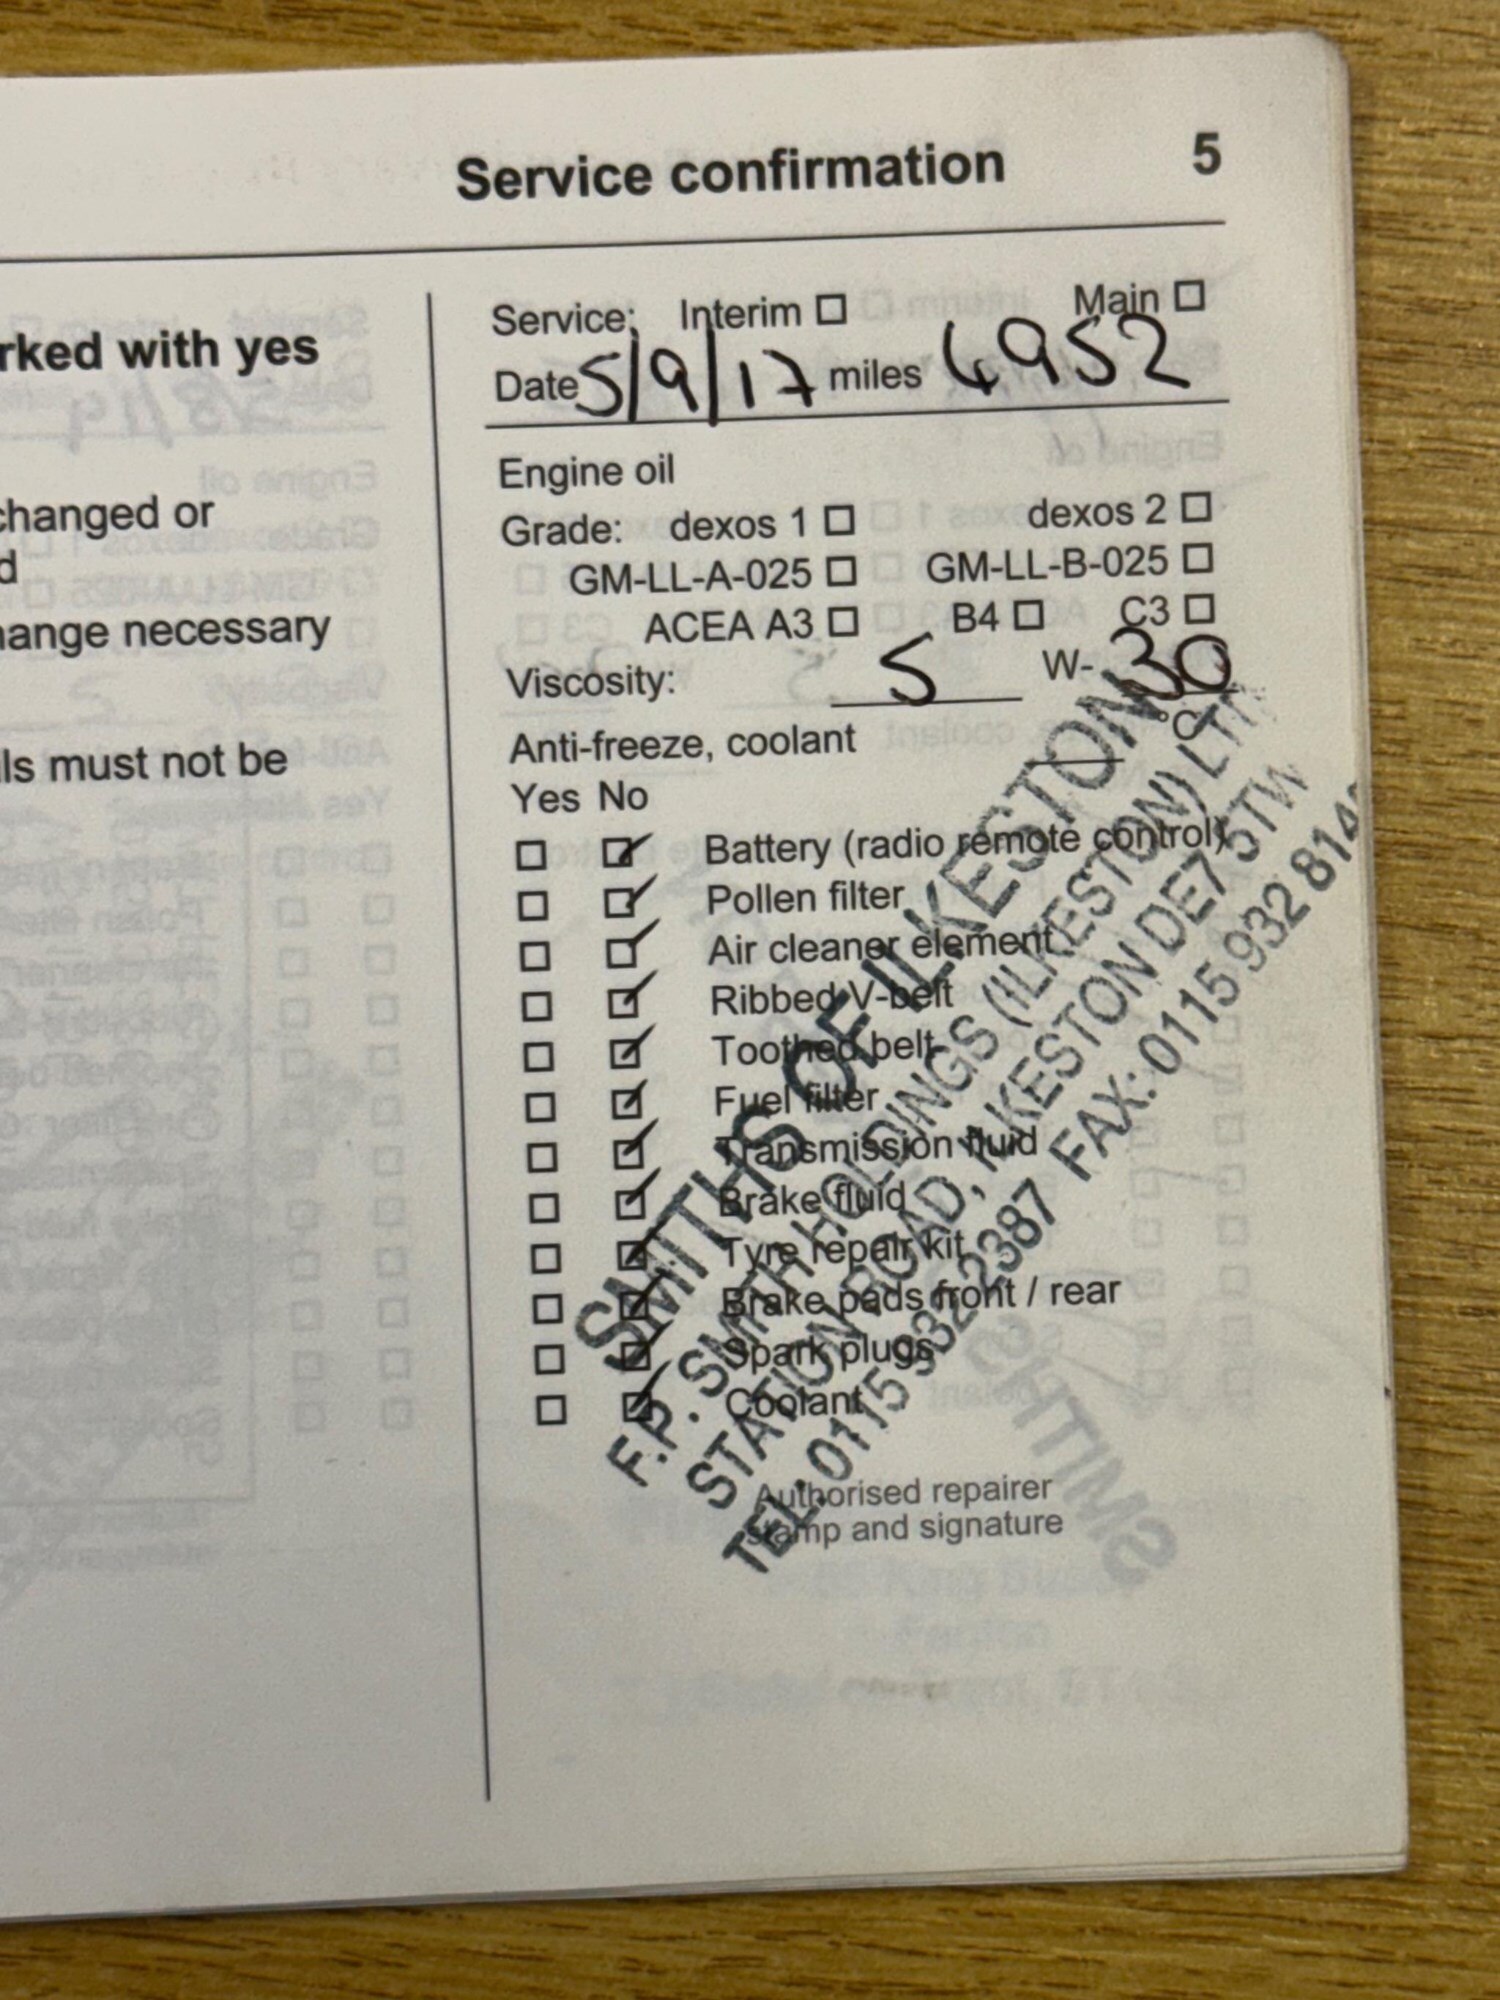 Service confirmation 5
rked with yes
changed or
d
ange necessary
ls must not be
Service: Interim ☐ Main ☐
Date 5/9/17 miles 4952
Engine oil
Grade: dexos 1 ☐ dexos 2 ☐
GM-LL-A-025 ☐ GM-LL-B-025 ☐
ACEA A3 ☐ B4 ☐ C3 ☐
Viscosity: 5 W- 30
Anti-freeze, coolant °C
Yes No
☐ ☑ Battery (radio remote control)
☐ ☑ Pollen filter
☐ ☑ Air cleaner element
☐ ☑ Ribbed V-belt
☐ ☑ Toothed belt
☐ ☑ Fuel filter
☐ ☑ Transmission fluid
☐ ☑ Brake fluid
☐ ☑ Tyre repair kit
☐ ☑ Brake pads front / rear
☐ ☑ Spark plugs
☐ ☑ Coolant
Authorised repairer
stamp and signature
SMITHS OF ILKESTON
F.P. SMITH HOLDINGS (ILKESTON) LTD
STATION ROAD, ILKESTON DE7 5TW
TEL: 0115 932 2387 FAX: 0115 932 814